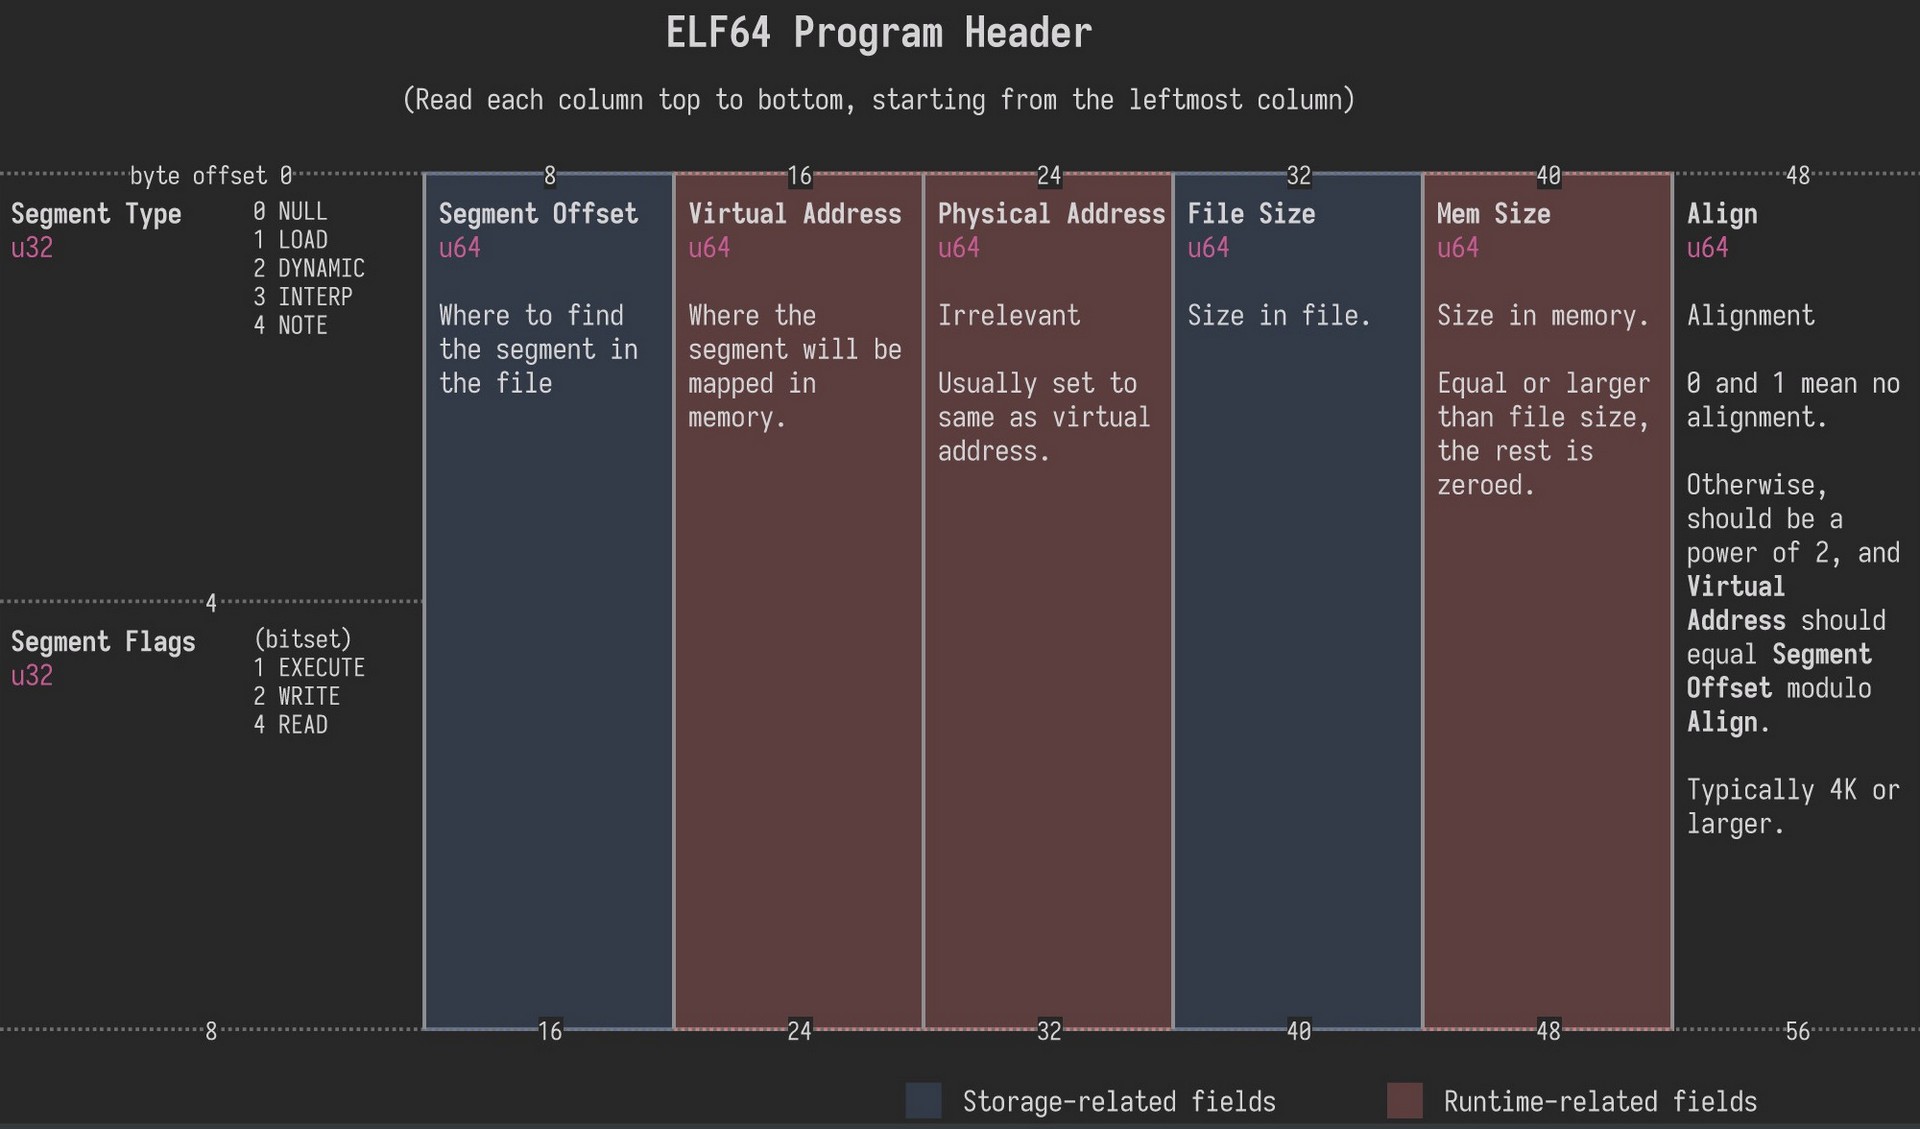 ELF64 Program Header
(Read each column top to bottom, starting from the leftmost column)
byte offset 0
Segment Type
u32
0 NULL
1 LOAD
2 DYNAMIC
3 INTERP
4 NOTE
4
Segment Flags
u32
(bitset)
1 EXECUTE
2 WRITE
4 READ
8
8
Segment Offset
u64
Where to find
the segment in
the file
16
16
Virtual Address
u64
Where the
segment will be
mapped in
memory.
24
24
Physical Address
u64
Irrelevant
Usually set to
same as virtual
address.
32
32
File Size
u64
Size in file.
40
40
Mem Size
u64
Size in memory.
Equal or larger
than file size,
the rest is
zeroed.
48
48
Align
u64
Alignment
0 and 1 mean no
alignment.
Otherwise,
should be a
power of 2, and
Virtual
Address should
equal Segment
Offset modulo
Align.
Typically 4K or
larger.
56
Storage-related fields
Runtime-related fields